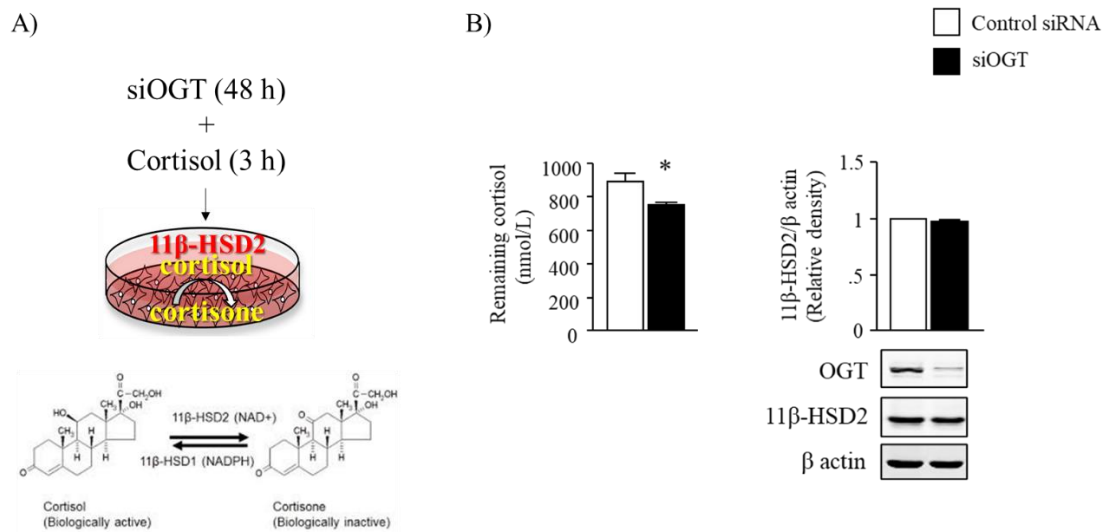 A)
siOGT (48 h)
+
Cortisol (3 h)
11β-HSD2
cortisol
cortisone
O
C—CH₂OH
CH₃
OH
HO
CH₃
H
H
H
O
11β-HSD2 (NAD+)
11β-HSD1 (NADPH)
O
C—CH₂OH
CH₃
OH
O
CH₃
H
H
H
O
Cortisol
(Biologically active)
Cortisone
(Biologically inactive)
B)
Control siRNA
siOGT
Remaining cortisol
(nmol/L)
1000
800
600
400
200
0
*
11β-HSD2/β actin
(Relative density)
1.5
1
.5
0
OGT
11β-HSD2
β actin